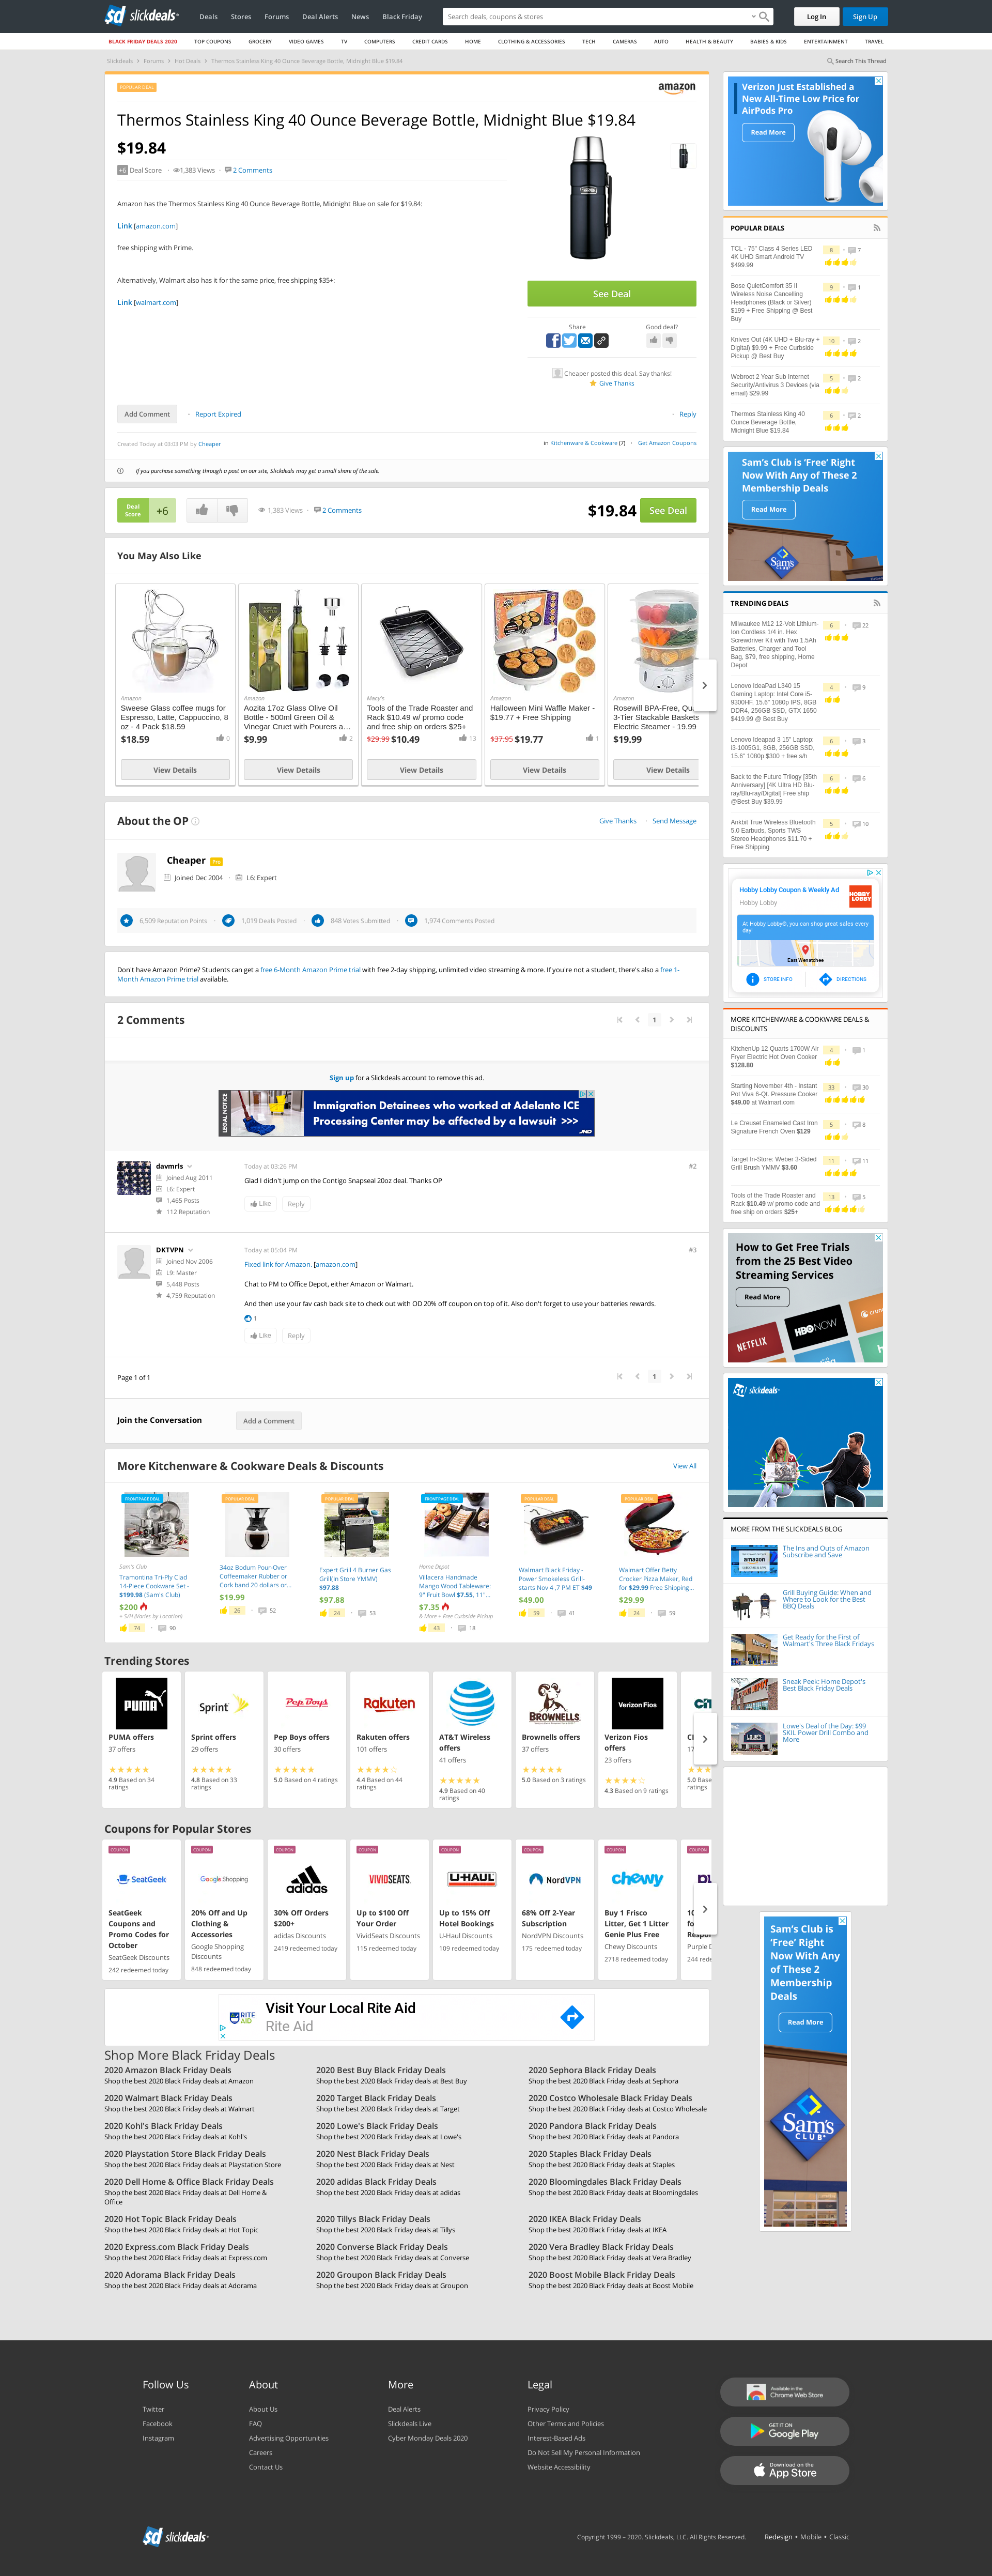 slickdeals
Deals
Stores
Forums
Deal Alerts
News
Black Friday
Search deals, coupons & stores
Log In
Sign Up
BLACK FRIDAY DEALS 2020
TOP COUPONS
GROCERY
VIDEO GAMES
TV
COMPUTERS
CREDIT CARDS
HOME
CLOTHING & ACCESSORIES
TECH
CAMERAS
AUTO
HEALTH & BEAUTY
BABIES & KIDS
ENTERTAINMENT
TRAVEL
Slickdeals
Forums
Hot Deals
Thermos Stainless King 40 Ounce Beverage Bottle, Midnight Blue $19.84
Search This Thread
POPULAR DEAL
amazon
Thermos Stainless King 40 Ounce Beverage Bottle, Midnight Blue $19.84
$19.84
+6 Deal Score
1,383 Views
2 Comments
Amazon has the Thermos Stainless King 40 Ounce Beverage Bottle, Midnight Blue on sale for $19.84:
Link [amazon.com]
free shipping with Prime.
Alternatively, Walmart also has it for the same price, free shipping $35+:
Link [walmart.com]
See Deal
Share
Good deal?
Cheaper posted this deal. Say thanks!
Give Thanks
Add Comment
Report Expired
Reply
Created Today at 03:03 PM by Cheaper
in Kitchenware & Cookware (7)
Get Amazon Coupons
If you purchase something through a post on our site, Slickdeals may get a small share of the sale.
Deal Score +6
1,383 Views
2 Comments
$19.84
See Deal
You May Also Like
Amazon
Sweese Glass coffee mugs for Espresso, Latte, Cappuccino, 8 oz - 4 Pack $18.59
$18.59
0
View Details
Amazon
Aozita 17oz Glass Olive Oil Bottle - 500ml Green Oil & Vinegar Cruet with Pourers a...
$9.99
2
View Details
Macy's
Tools of the Trade Roaster and Rack $10.49 w/ promo code and free ship on orders $25+
$29.99 $10.49
13
View Details
Amazon
Halloween Mini Waffle Maker - $19.77 + Free Shipping
$37.95 $19.77
1
View Details
Amazon
Rosewill BPA-Free, Qu
3-Tier Stackable Baskets
Electric Steamer - 19.99
$19.99
View Details
About the OP
Give Thanks
Send Message
Cheaper Pro
Joined Dec 2004
L6: Expert
6,509 Reputation Points
1,019 Deals Posted
848 Votes Submitted
1,974 Comments Posted
Don't have Amazon Prime? Students can get a free 6-Month Amazon Prime trial with free 2-day shipping, unlimited video streaming & more. If you're not a student, there's also a free 1-Month Amazon Prime trial available.
2 Comments
1
Sign up for a Slickdeals account to remove this ad.
LEGAL NOTICE
Immigration Detainees who worked at Adelanto ICE Processing Center May be Affected by a Lawsuit >>>
JND
davmrls
Joined Aug 2011
L6: Expert
1,465 Posts
112 Reputation
Today at 03:26 PM
#2
Glad I didn't jump on the Contigo Snapseal 20oz deal. Thanks OP
Like
Reply
DKTVPN
Joined Nov 2006
L9: Master
5,448 Posts
4,759 Reputation
Today at 05:04 PM
#3
Fixed link for Amazon. [amazon.com]
Chat to PM to Office Depot, either Amazon or Walmart.
And then use your fav cash back site to check out with OD 20% off coupon on top of it. Also don't forget to use your batteries rewards.
1
Like
Reply
Page 1 of 1
1
Join the Conversation
Add a Comment
More Kitchenware & Cookware Deals & Discounts
View All
FRONTPAGE DEAL
Sam's Club
Tramontina Tri-Ply Clad 14-Piece Cookware Set - $199.98 (Sam's Club)
$200
+ S/H (Varies by Location)
74
90
POPULAR DEAL
34oz Bodum Pour-Over Coffeemaker Rubber or Cork band 20 dollars or...
$19.99
26
52
POPULAR DEAL
Expert Grill 4 Burner Gas Grill(In Store YMMV) $97.88
$97.88
24
53
FRONTPAGE DEAL
Home Depot
Villacera Handmade Mango Wood Tableware: 9" Fruit Bowl $7.55, 11"...
$7.35
& More + Free Curbside Pickup
43
18
POPULAR DEAL
Walmart Black Friday - Power Smokeless Grill- starts Nov 4 ,7 PM ET $49
$49.00
59
41
POPULAR DEAL
Walmart Offer Betty Crocker Pizza Maker, Red for $29.99 Free Shipping...
$29.99
24
59
Trending Stores
PUMA offers
37 offers
4.9 Based on 34 ratings
Sprint offers
29 offers
4.8 Based on 33 ratings
Pep Boys offers
30 offers
5.0 Based on 4 ratings
Rakuten offers
101 offers
4.4 Based on 44 ratings
AT&T Wireless offers
41 offers
4.9 Based on 40 ratings
Brownells offers
37 offers
5.0 Based on 3 ratings
Verizon Fios offers
23 offers
4.3 Based on 9 ratings
Coupons for Popular Stores
COUPON
SeatGeek Coupons and Promo Codes for October
SeatGeek Discounts
242 redeemed today
COUPON
20% Off and Up Clothing & Accessories
Google Shopping Discounts
848 redeemed today
COUPON
30% Off Orders $200+
adidas Discounts
2419 redeemed today
COUPON
Up to $100 Off Your Order
VividSeats Discounts
115 redeemed today
COUPON
Up to 15% Off Hotel Bookings
U-Haul Discounts
109 redeemed today
COUPON
68% Off 2-Year Subscription
NordVPN Discounts
175 redeemed today
COUPON
Buy 1 Frisco Litter, Get 1 Litter Genie Plus Free
Chewy Discounts
2718 redeemed today
COUPON
Visit Your Local Rite Aid
Rite Aid
Shop More Black Friday Deals
2020 Amazon Black Friday Deals
Shop the best 2020 Black Friday deals at Amazon
2020 Best Buy Black Friday Deals
Shop the best 2020 Black Friday deals at Best Buy
2020 Sephora Black Friday Deals
Shop the best 2020 Black Friday deals at Sephora
2020 Walmart Black Friday Deals
Shop the best 2020 Black Friday deals at Walmart
2020 Target Black Friday Deals
Shop the best 2020 Black Friday deals at Target
2020 Costco Wholesale Black Friday Deals
Shop the best 2020 Black Friday deals at Costco Wholesale
2020 Kohl's Black Friday Deals
Shop the best 2020 Black Friday deals at Kohl's
2020 Lowe's Black Friday Deals
Shop the best 2020 Black Friday deals at Lowe's
2020 Pandora Black Friday Deals
Shop the best 2020 Black Friday deals at Pandora
2020 Playstation Store Black Friday Deals
Shop the best 2020 Black Friday deals at Playstation Store
2020 Nest Black Friday Deals
Shop the best 2020 Black Friday deals at Nest
2020 Staples Black Friday Deals
Shop the best 2020 Black Friday deals at Staples
2020 Dell Home & Office Black Friday Deals
Shop the best 2020 Black Friday deals at Dell Home & Office
2020 adidas Black Friday Deals
Shop the best 2020 Black Friday deals at adidas
2020 Bloomingdales Black Friday Deals
Shop the best 2020 Black Friday deals at Bloomingdales
2020 Hot Topic Black Friday Deals
Shop the best 2020 Black Friday deals at Hot Topic
2020 Tillys Black Friday Deals
Shop the best 2020 Black Friday deals at Tillys
2020 IKEA Black Friday Deals
Shop the best 2020 Black Friday deals at IKEA
2020 Express.com Black Friday Deals
Shop the best 2020 Black Friday deals at Express.com
2020 Converse Black Friday Deals
Shop the best 2020 Black Friday deals at Converse
2020 Vera Bradley Black Friday Deals
Shop the best 2020 Black Friday deals at Vera Bradley
2020 Adorama Black Friday Deals
Shop the best 2020 Black Friday deals at Adorama
2020 Groupon Black Friday Deals
Shop the best 2020 Black Friday deals at Groupon
2020 Boost Mobile Black Friday Deals
Shop the best 2020 Black Friday deals at Boost Mobile
Verizon Just Established a New All-Time Low Price for AirPods Pro
Read More
POPULAR DEALS
TCL - 75" Class 4 Series LED 4K UHD Smart Android TV $499.99
8
7
Bose QuietComfort 35 II Wireless Noise Cancelling Headphones (Black or Silver) $199 + Free Shipping @ Best Buy
9
1
Knives Out (4K UHD + Blu-ray + Digital) $9.99 + Free Curbside Pickup @ Best Buy
10
2
Webroot 2 Year Sub Internet Security/Antivirus 3 Devices (via email) $29.99
5
2
Thermos Stainless King 40 Ounce Beverage Bottle, Midnight Blue $19.84
6
2
Sam's Club is 'Free' Right Now With Any of These 2 Membership Deals
Read More
TRENDING DEALS
Milwaukee M12 12-Volt Lithium-Ion Cordless 1/4 in. Hex Screwdriver Kit with Two 1.5Ah Batteries, Charger and Tool Bag, $79, free shipping, Home Depot
6
22
Lenovo IdeaPad L340 15 Gaming Laptop: Intel Core i5-9300HF, 15.6" 1080p IPS, 8GB DDR4, 256GB SSD, GTX 1650 $419.99 @ Best Buy
4
9
Lenovo Ideapad 3 15" Laptop: i3-1005G1, 8GB, 256GB SSD, 15.6" 1080p $300 + free s/h
6
3
Back to the Future Trilogy [35th Anniversary] [4K Ultra HD Blu-ray/Blu-ray/Digital] Free ship @Best Buy $39.99
6
6
Ankbit True Wireless Bluetooth 5.0 Earbuds, Sports TWS Stereo Headphones $11.70 + Free Shipping
5
10
Hobby Lobby Coupon & Weekly Ad
Hobby Lobby
HOBBY LOBBY
At Hobby Lobby®, you can shop great sales every day!
East Wenatchee
STORE INFO
DIRECTIONS
MORE KITCHENWARE & COOKWARE DEALS & DISCOUNTS
KitchenUp 12 Quarts 1700W Air Fryer Electric Hot Oven Cooker $128.80
4
1
Starting November 4th - Instant Pot Viva 6-Qt. Pressure Cooker $49.00 at Walmart.com
33
30
Le Creuset Enameled Cast Iron Signature French Oven $129
5
8
Target In-Store: Weber 3-Sided Grill Brush YMMV $3.60
11
11
Tools of the Trade Roaster and Rack $10.49 w/ promo code and free ship on orders $25+
13
5
How to Get Free Trials from the 25 Best Video Streaming Services
Read More
NETFLIX
HBO NOW
slickdeals
MORE FROM THE SLICKDEALS BLOG
The Ins and Outs of Amazon Subscribe and Save
Grill Buying Guide: When and Where to Look for the Best BBQ Deals
Get Ready for the First of Walmart's Three Black Fridays
Sneak Peek: Home Depot's Best Black Friday Deals
Lowe's Deal of the Day: $99 SKIL Power Drill Combo and More
Sam's Club is 'Free' Right Now With Any of These 2 Membership Deals
Read More
Sam's CLUB
Follow Us
Twitter
Facebook
Instagram
About
About Us
FAQ
Advertising Opportunities
Careers
Contact Us
More
Deal Alerts
Slickdeals Live
Cyber Monday Deals 2020
Legal
Privacy Policy
Other Terms and Policies
Interest-Based Ads
Do Not Sell My Personal Information
Website Accessibility
Available in the Chrome Web Store
GET IT ON Google Play
Download on the App Store
slickdeals
Copyright 1999 – 2020. Slickdeals, LLC. All Rights Reserved.
Redesign • Mobile • Classic